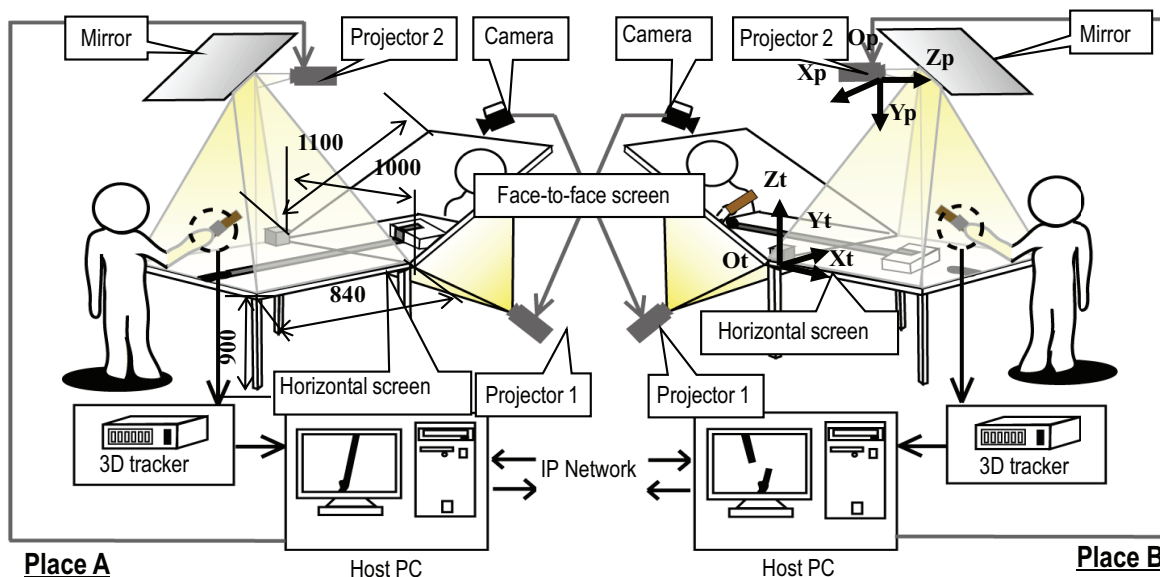 Mirror
Projector 2
Camera
Camera
Projector 2
Op
Mirror
Xp
Zp
Yp
1100
1000
Face-to-face screen
Zt
Yt
Ot
Xt
840
900
Horizontal screen
Horizontal screen
Projector 1
Projector 1
3D tracker
3D tracker
IP Network
Place A
Host PC
Host PC
Place B